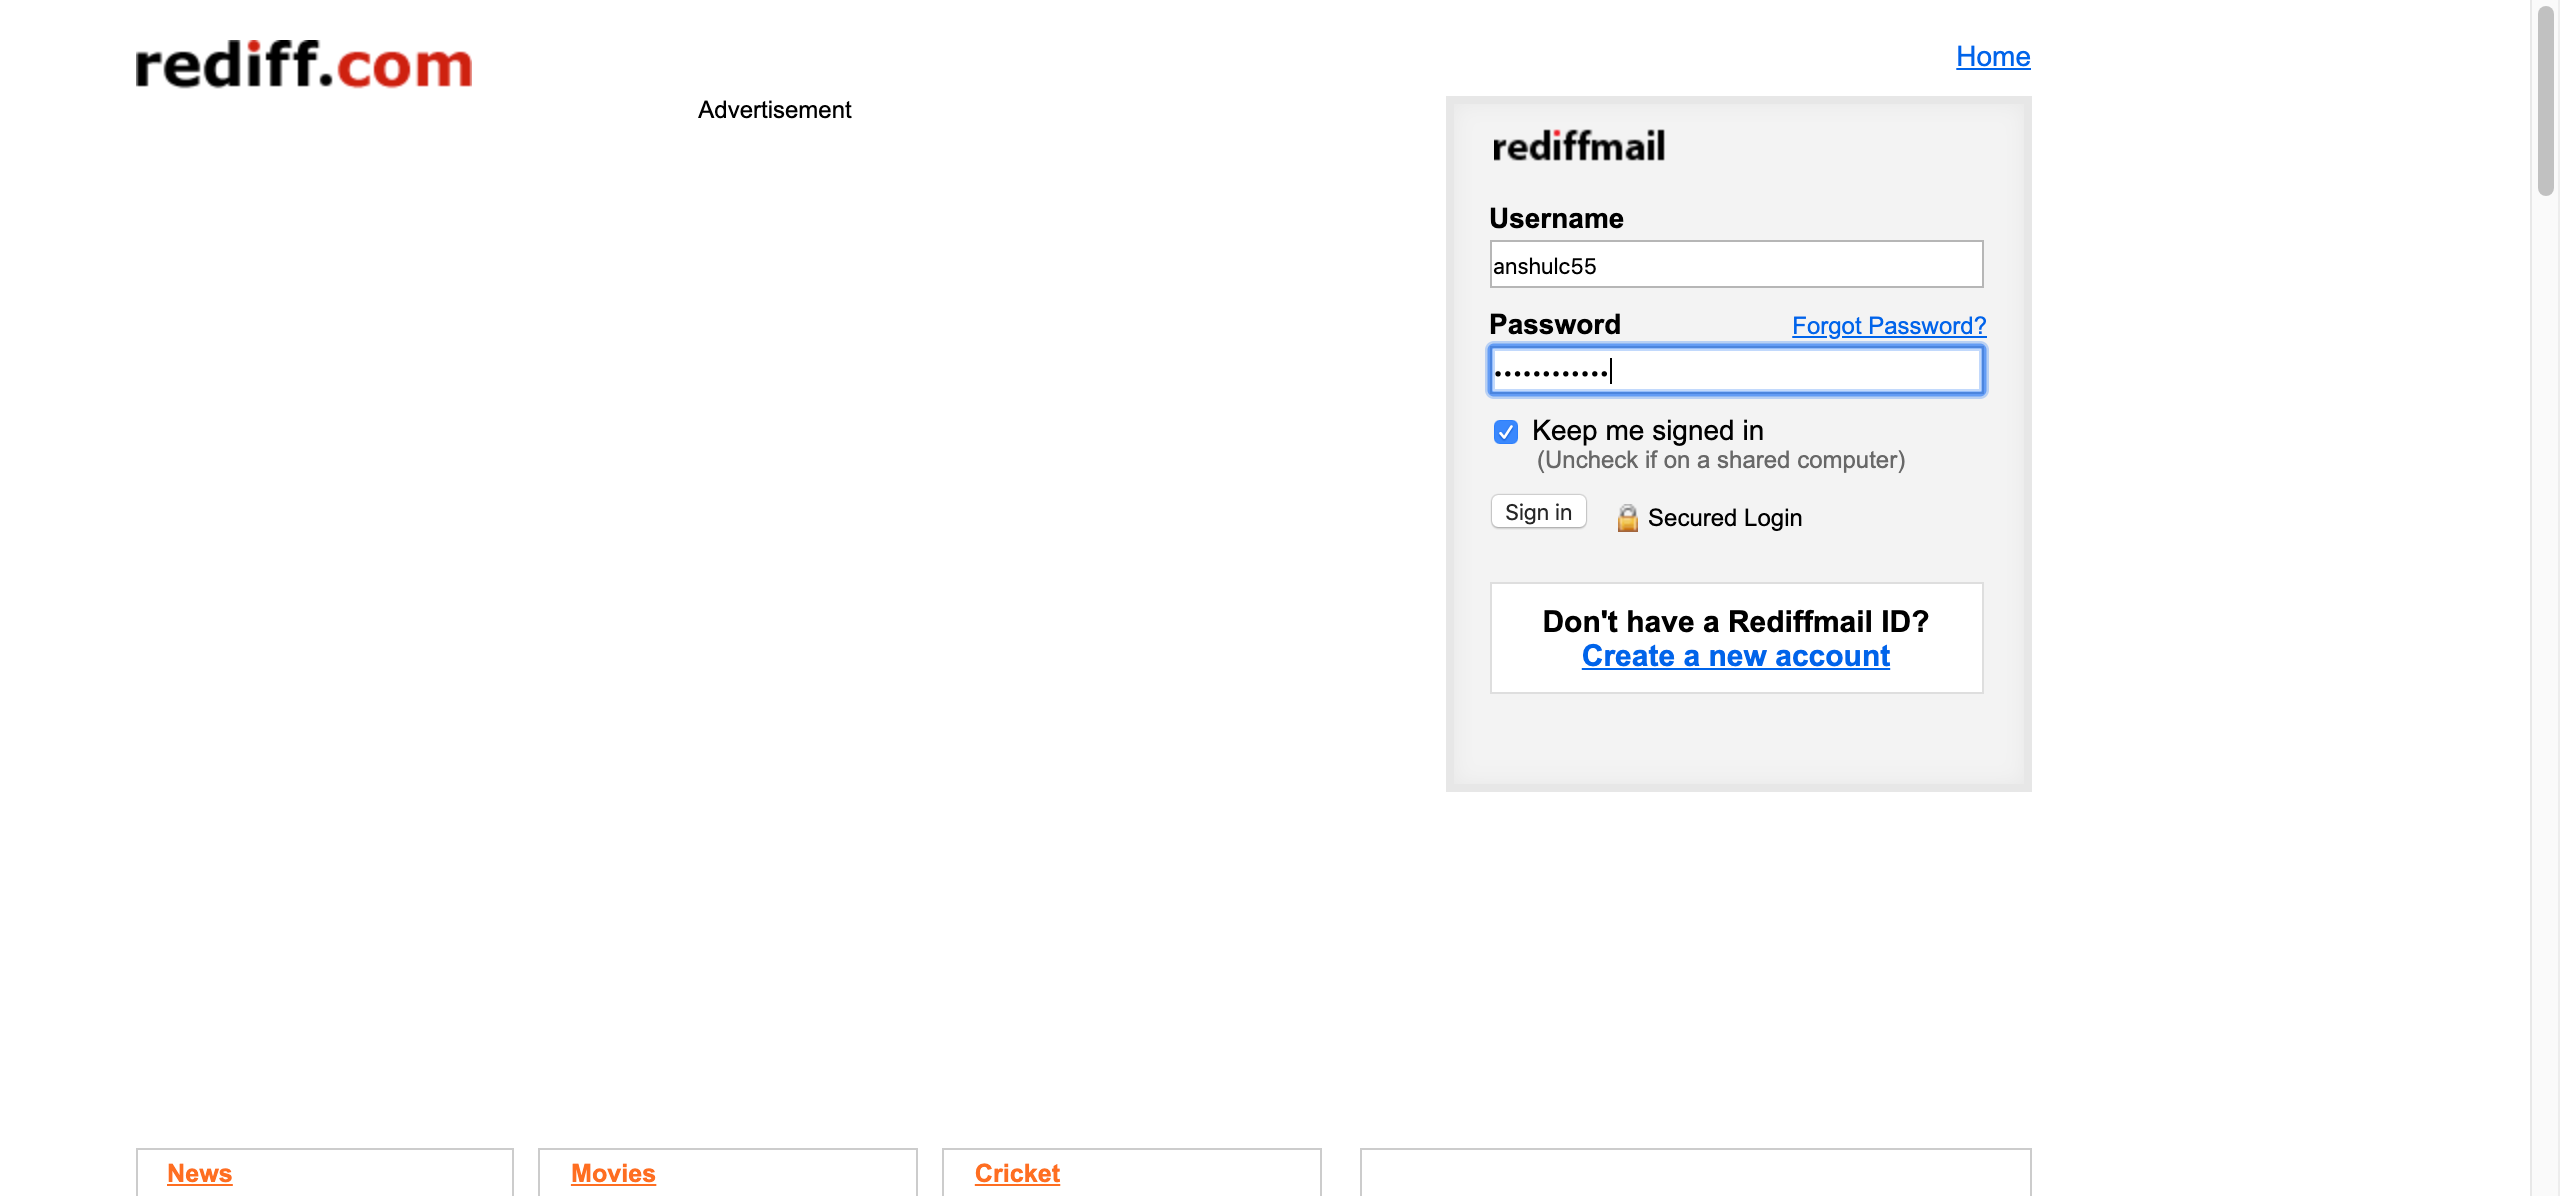 rediff.com
Home
Advertisement
rediffmail
Username
anshulc55
Password Forgot Password?
••••••••••••
Keep me signed in
(Uncheck if on a shared computer)
Sign in Secured Login
Don't have a Rediffmail ID?
Create a new account
News Movies Cricket